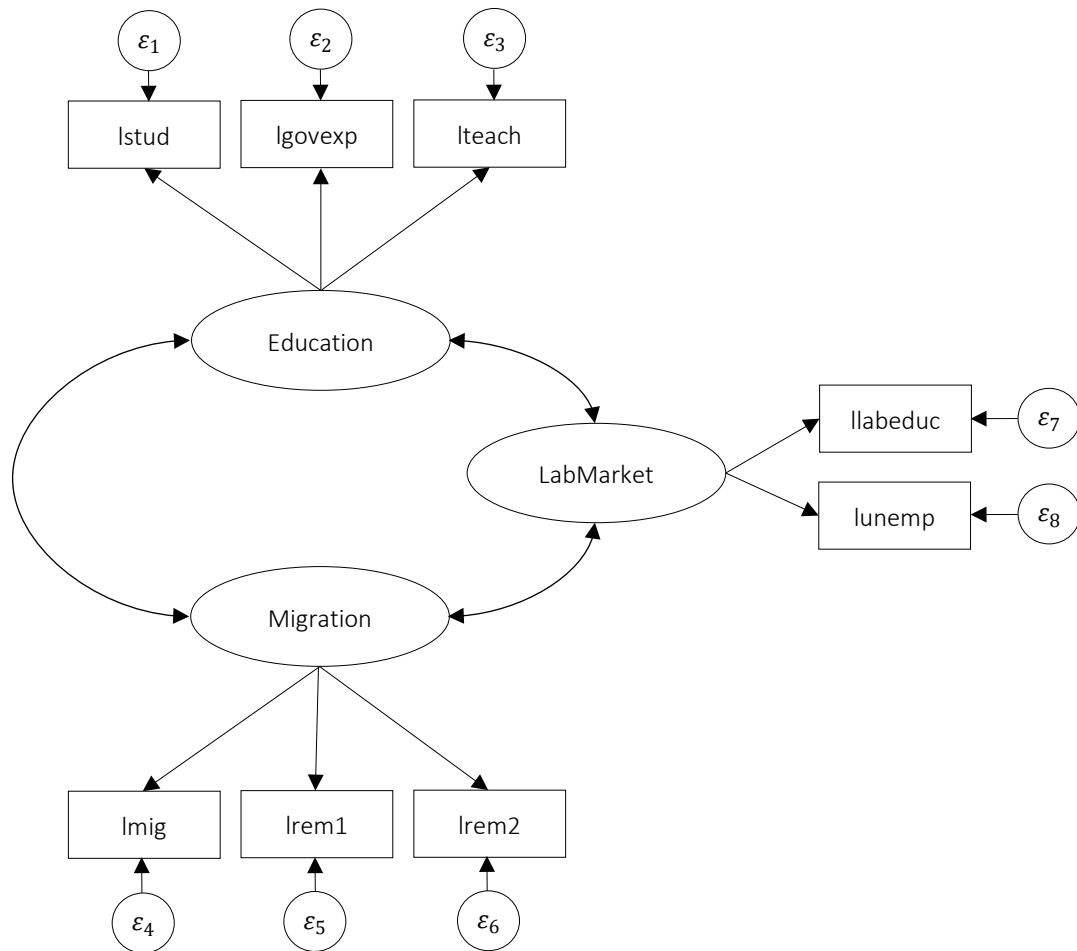 ε1
ε2
ε3
lstud
lgovexp
lteach
Education
llabeduc
ε7
LabMarket
lunemp
ε8
Migration
lmig
lrem1
lrem2
ε4
ε5
ε6